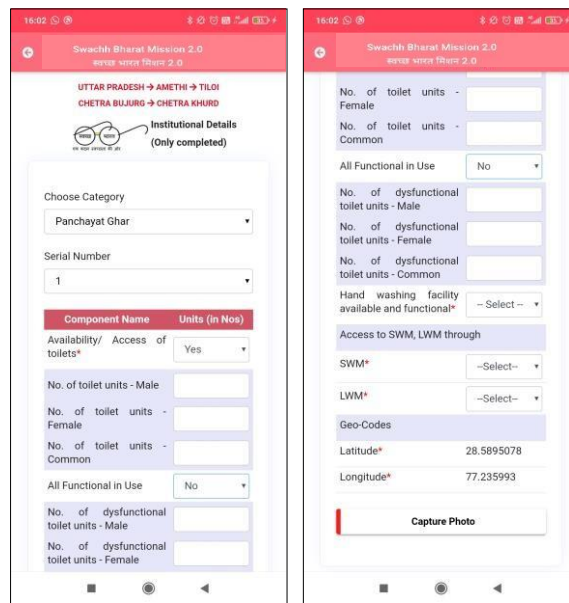 16:02
Swachh Bharat Mission 2.0
स्वच्छ भारत मिशन 2.0
UTTAR PRADESH → AMETHI → TILOI
CHETRA BUJURG → CHETRA KHURD
Institutional Details
(Only completed)
Choose Category
Panchayat Ghar
Serial Number
1
Component Name Units (in Nos)
Availability/ Access of
toilets* Yes
No. of toilet units - Male
No. of toilet units -
Female
No. of toilet units -
Common
All Functional in Use No
No. of dysfunctional
toilet units - Male
No. of dysfunctional
toilet units - Female
16:02
Swachh Bharat Mission 2.0
स्वच्छ भारत मिशन 2.0
No. of toilet units -
Female
No. of toilet units -
Common
All Functional in Use No
No. of dysfunctional
toilet units - Male
No. of dysfunctional
toilet units - Female
No. of dysfunctional
toilet units - Common
Hand washing facility
available and functional* -- Select --
Access to SWM, LWM through
SWM* --Select--
LWM* --Select--
Geo-Codes
Latitude* 28.5895078
Longitude* 77.235993
Capture Photo